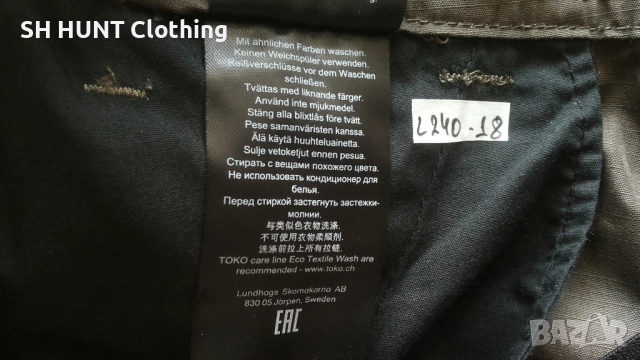 SH HUNT Clothing
Mit ähnlichen Farben waschen.
Keinen Weichspüler verwenden.
Reißverschlüsse vor dem Waschen
schließen.
Tvättas med liknande färger.
Använd inte mjukmedel.
Stäng alla blixtlås före tvätt.
Pese samanväristen kanssa.
Älä käytä huuhteluainetta.
Sulje vetoketjut ennen pesua.
Стирать с вещами похожего цвета.
Не использовать кондиционер для
белья.
Перед стиркой застегнуть застежки-
молнии.
与类似色衣物洗涤.
不可使用衣物柔顺剂.
洗涤前拉上所有拉链.
TOKO care line Eco Textile Wash are
recommended - www.toko.ch
Lundhags Skomakarna AB
830 05 Järpen, Sweden
EAC
L240-18
BAZAR